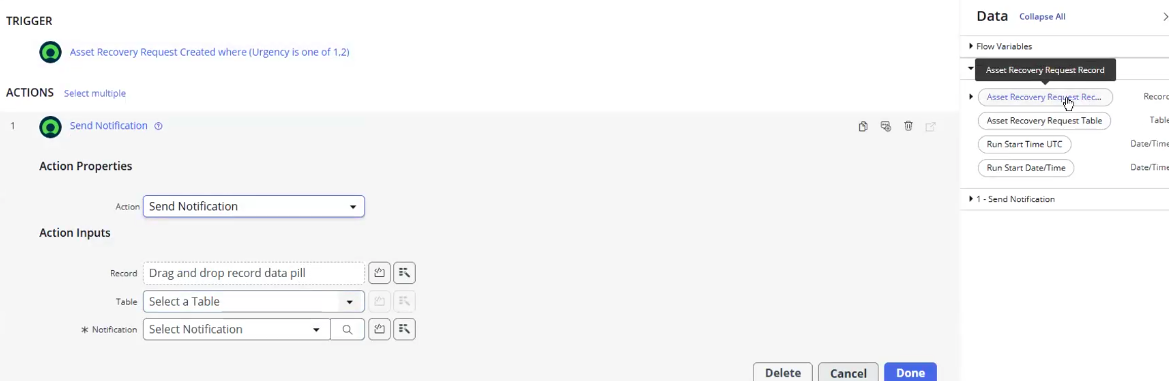 TRIGGER
Asset Recovery Request Created where (Urgency is one of 1,2)
ACTIONS Select multiple
1 Send Notification
Action Properties
Action Send Notification
Action Inputs
Record Drag and drop record data pill
Table Select a Table
* Notification Select Notification
Delete Cancel Done
Data Collapse All
Flow Variables
Asset Recovery Request Record
Asset Recovery Request Rec... Record
Asset Recovery Request Table Table
Run Start Time UTC Date/Time
Run Start Date/Time Date/Time
1 - Send Notification